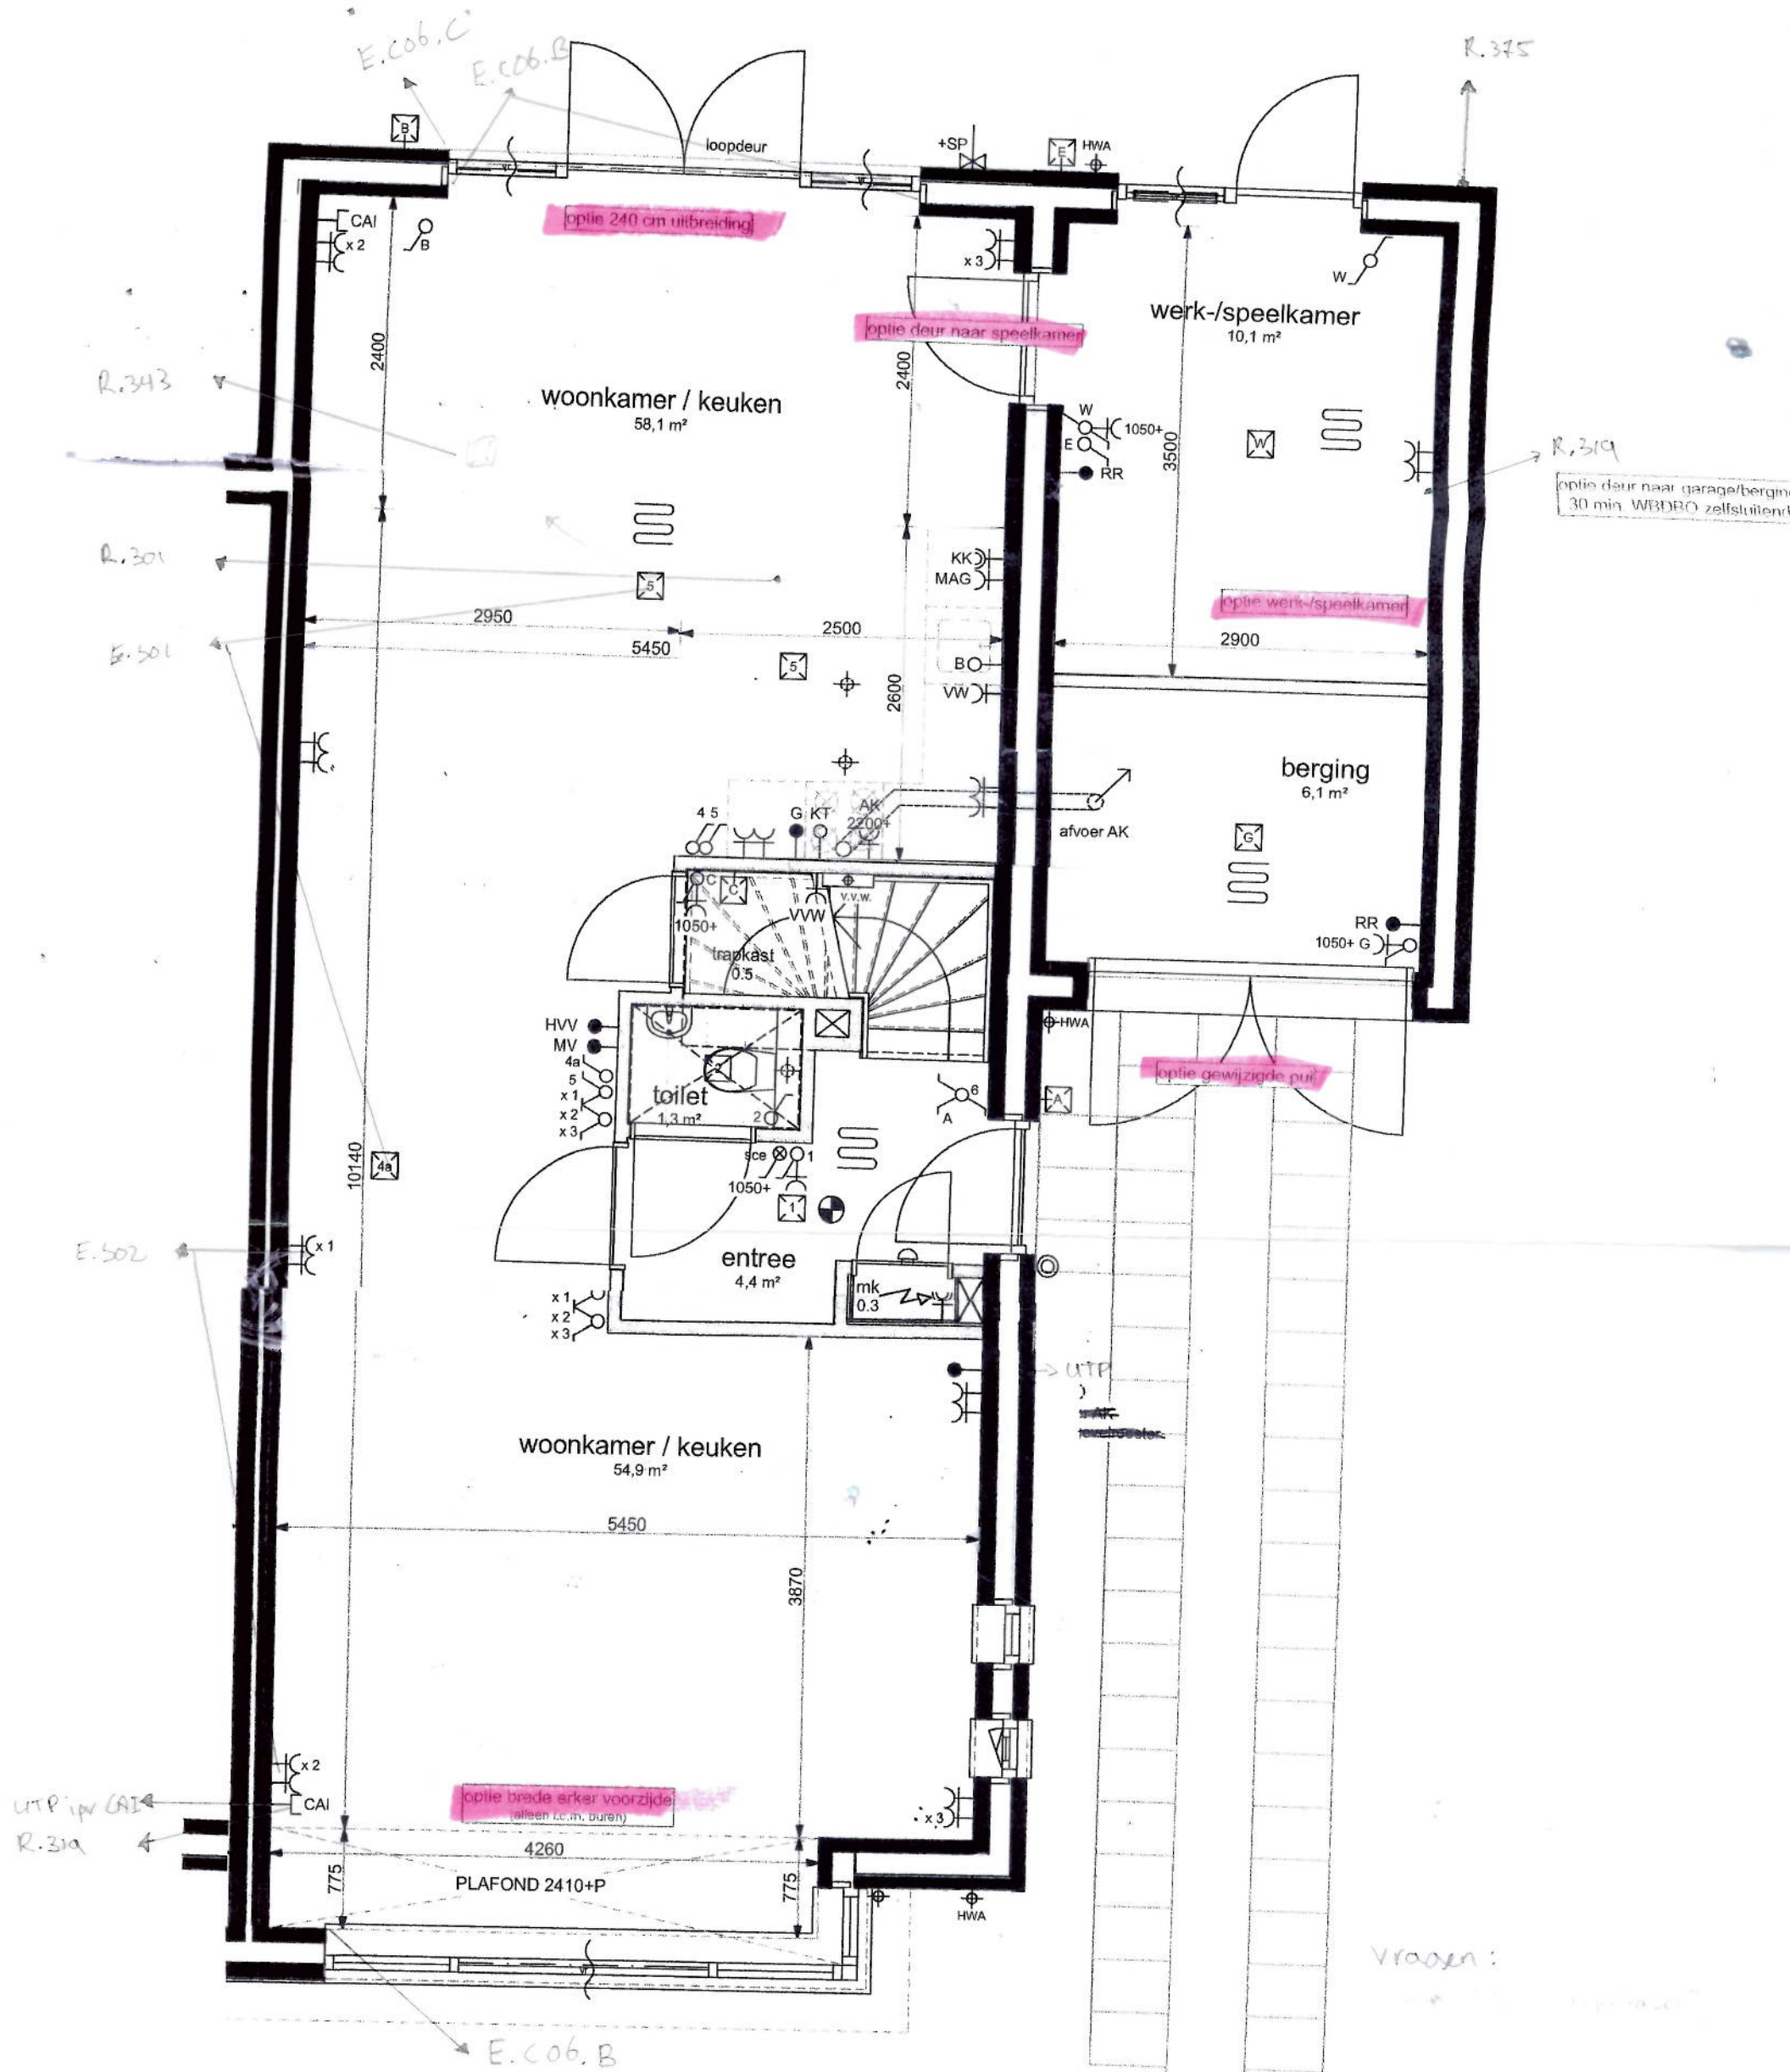 E.C06.C
E.C06.B
R.375
B
loopdeur
+SP
E
HWA
optie 240 cm uitbreiding
CAI
x 2
B
x 3
W
optie deur naar speelkamer
werk-/speelkamer
10,1 m²
2400
2400
3500
R.343
woonkamer / keuken
58,1 m²
W
1050+
E
RR
W
R.319
optie deur naar garage/berging
30 min. WBDBO zelfsluitend
R.301
5
KK
MAG
optie werk-/speelkamer
2950
2500
5450
2900
E.501
5
B
VW
2600
berging
6,1 m²
4 5
G
KT
AK
2200+
afvoer AK
G
C
C
1050+
VVW
v.v.w.
trapkast
0.5
RR
1050+ G
HVV
MV
4a
5
x 1
x 2
x 3
HWA
optie gewijzigde pui
toilet
1,3 m²
2
2
6
A
A
10140
4a
sce
1
1050+
1
E.502
x 1
entree
4,4 m²
mk
0.3
x 1
x 2
x 3
UTP
AK
woonkamer / keuken
54,9 m²
5450
3870
x 2
UTP ipv CAI
CAI
R.319
optie brede erker voorzijde
(alleen i.c.m. buren)
x 3
4260
775
775
PLAFOND 2410+P
HWA
vragen:
E.C06.B